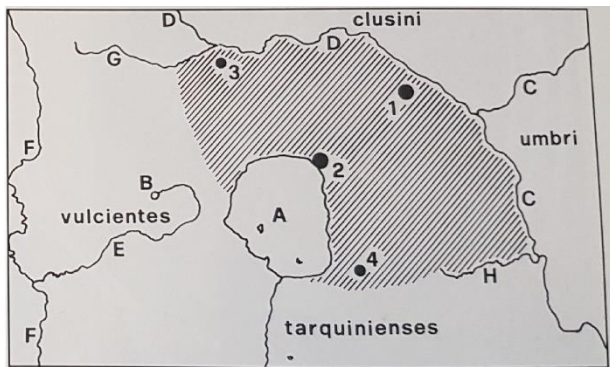 D clusini
G 3 D
1 C
F 2 umbri
B
vulcientes A C
E 4
H
F tarquinienses